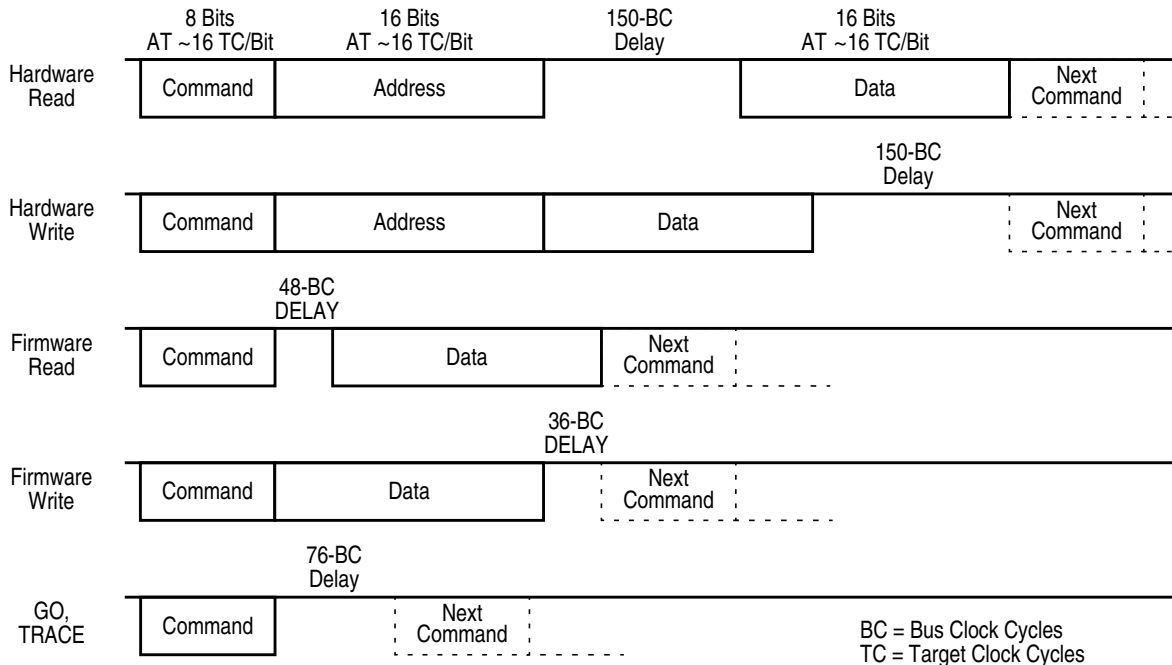 8 Bits
AT ~16 TC/Bit
16 Bits
AT ~16 TC/Bit
150-BC
Delay
16 Bits
AT ~16 TC/Bit
Hardware
Read
Command
Address
Data
Next
Command
150-BC
Delay
Hardware
Write
Command
Address
Data
Next
Command
48-BC
DELAY
Firmware
Read
Command
Data
Next
Command
36-BC
DELAY
Firmware
Write
Command
Data
Next
Command
76-BC
Delay
GO,
TRACE
Command
Next
Command
BC = Bus Clock Cycles
TC = Target Clock Cycles